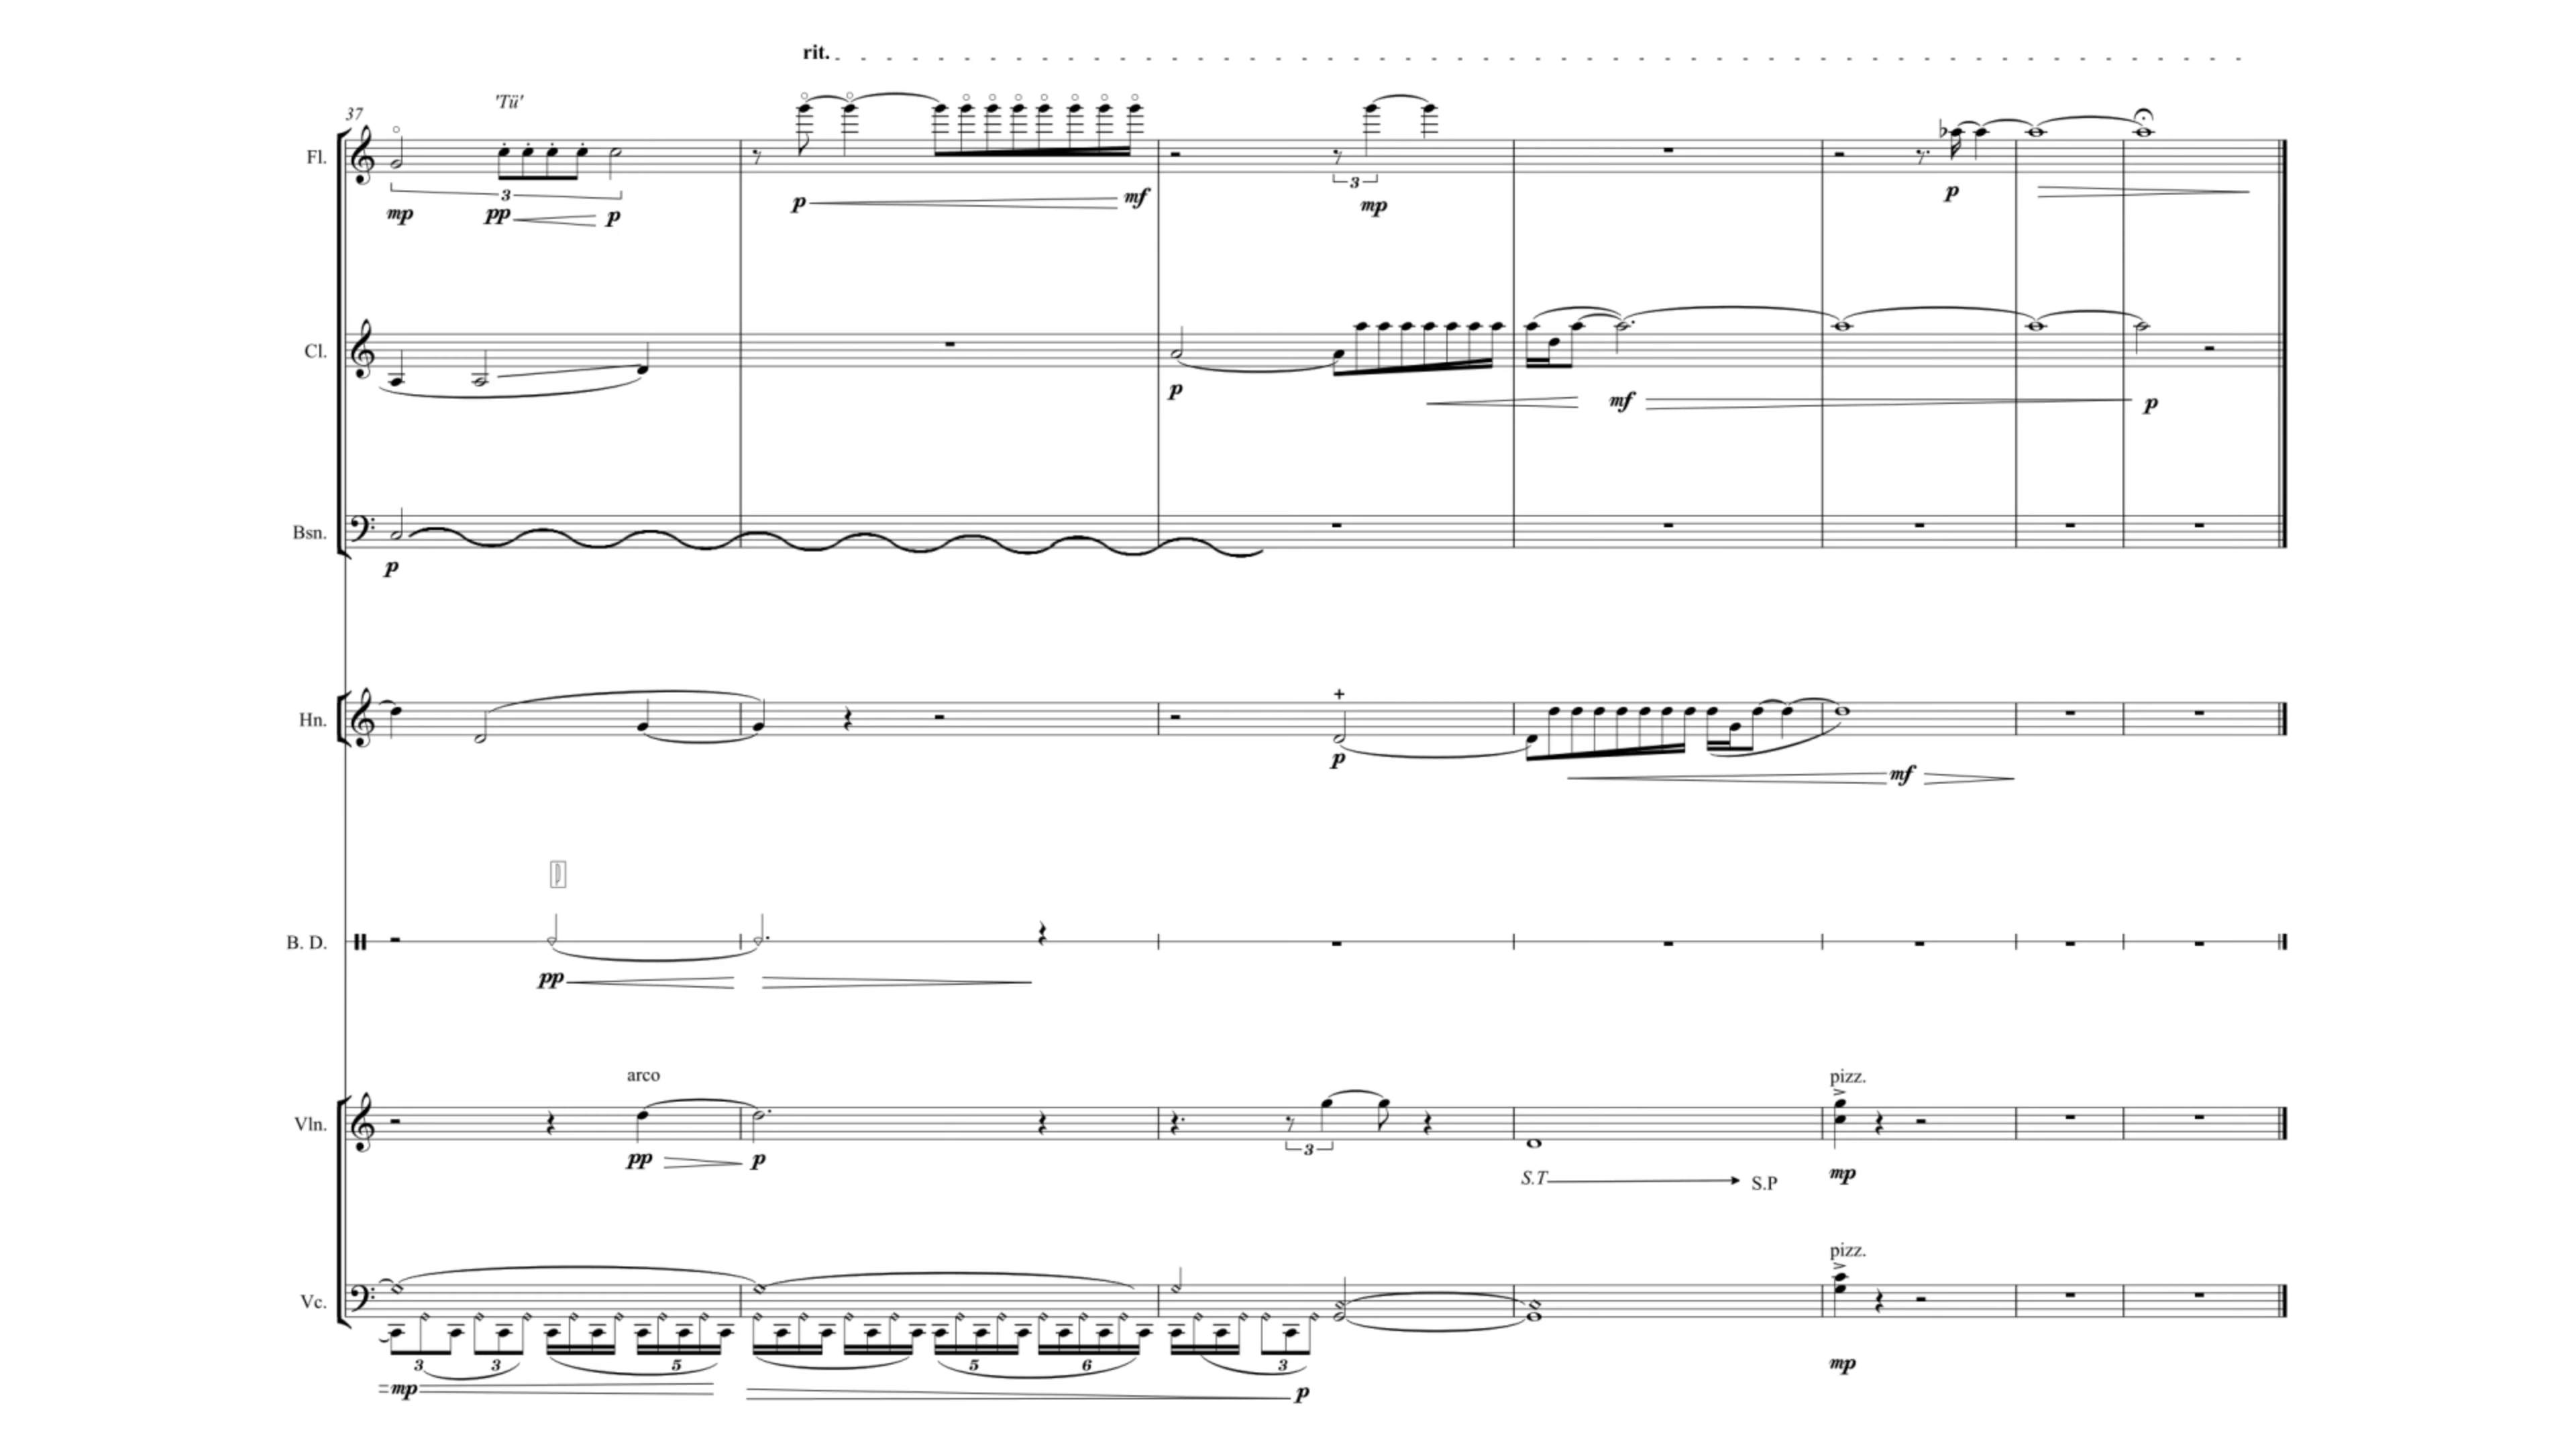 rit.
37
'Tü'
Fl.
3
mp pp p
p mf
3
mp
p
Cl.
p
mf
p
Bsn.
p
Hn.
+
p
mf
B. D.
pp
arco
pizz.
Vln.
pp p
3
S.T S.P
mp
pizz.
Vc.
3 3 5 5 6 3
mp p
mp